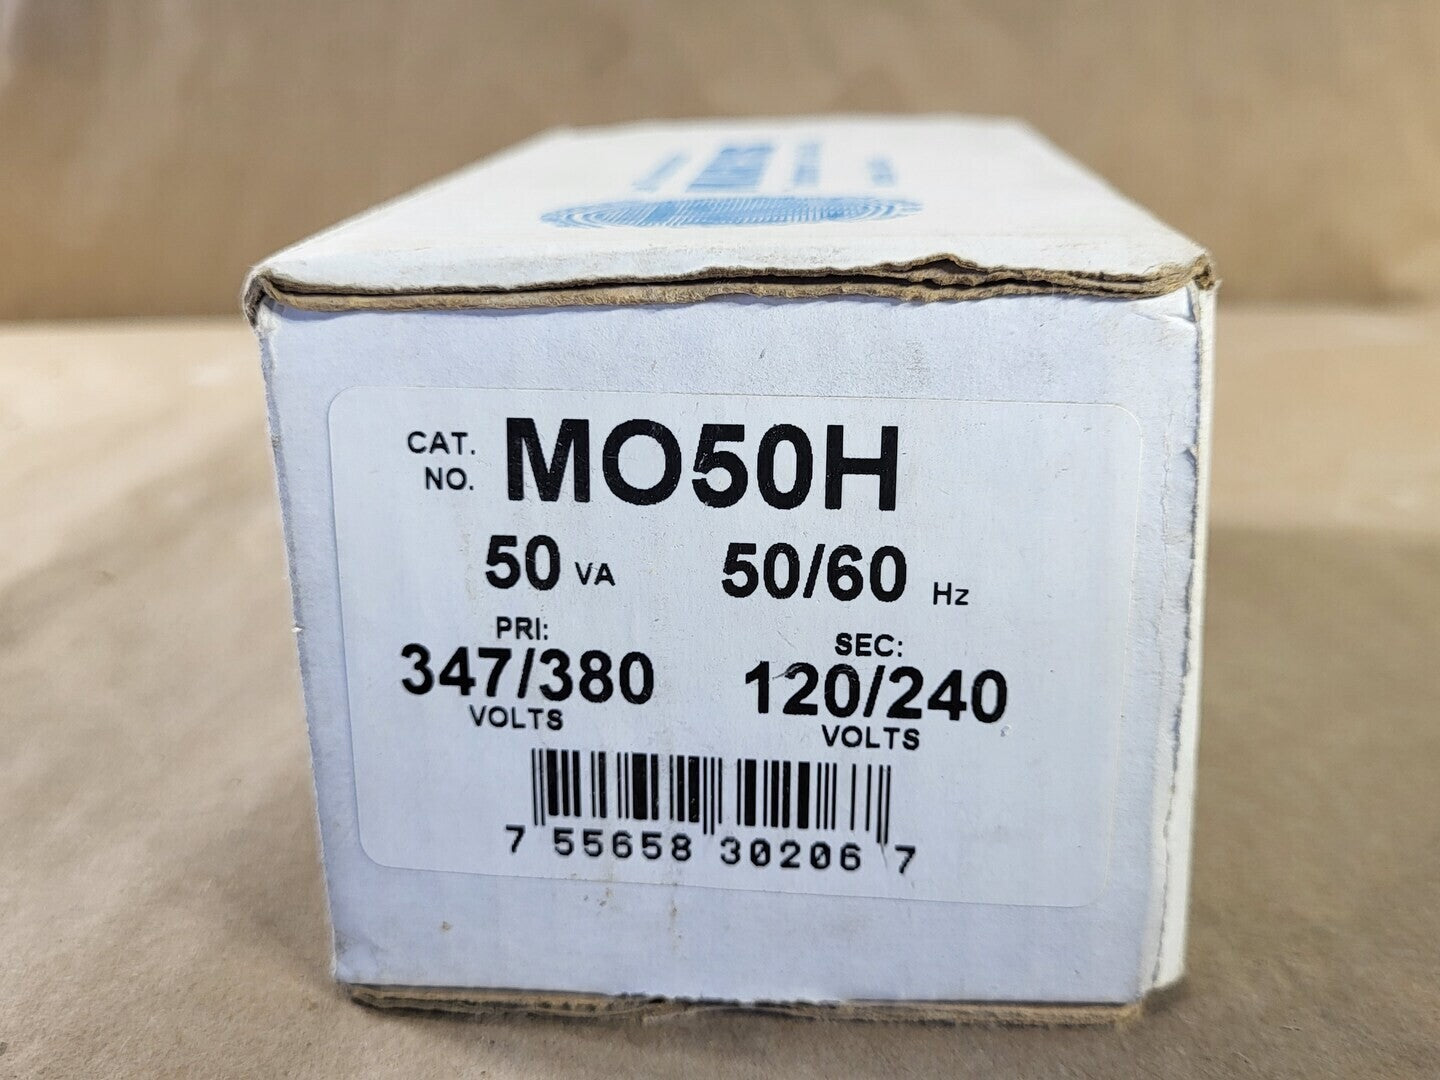 CAT. NO. MO50H
50 VA 50/60 Hz
PRI: SEC:
347/380 120/240
VOLTS VOLTS
7 55658 30206 7